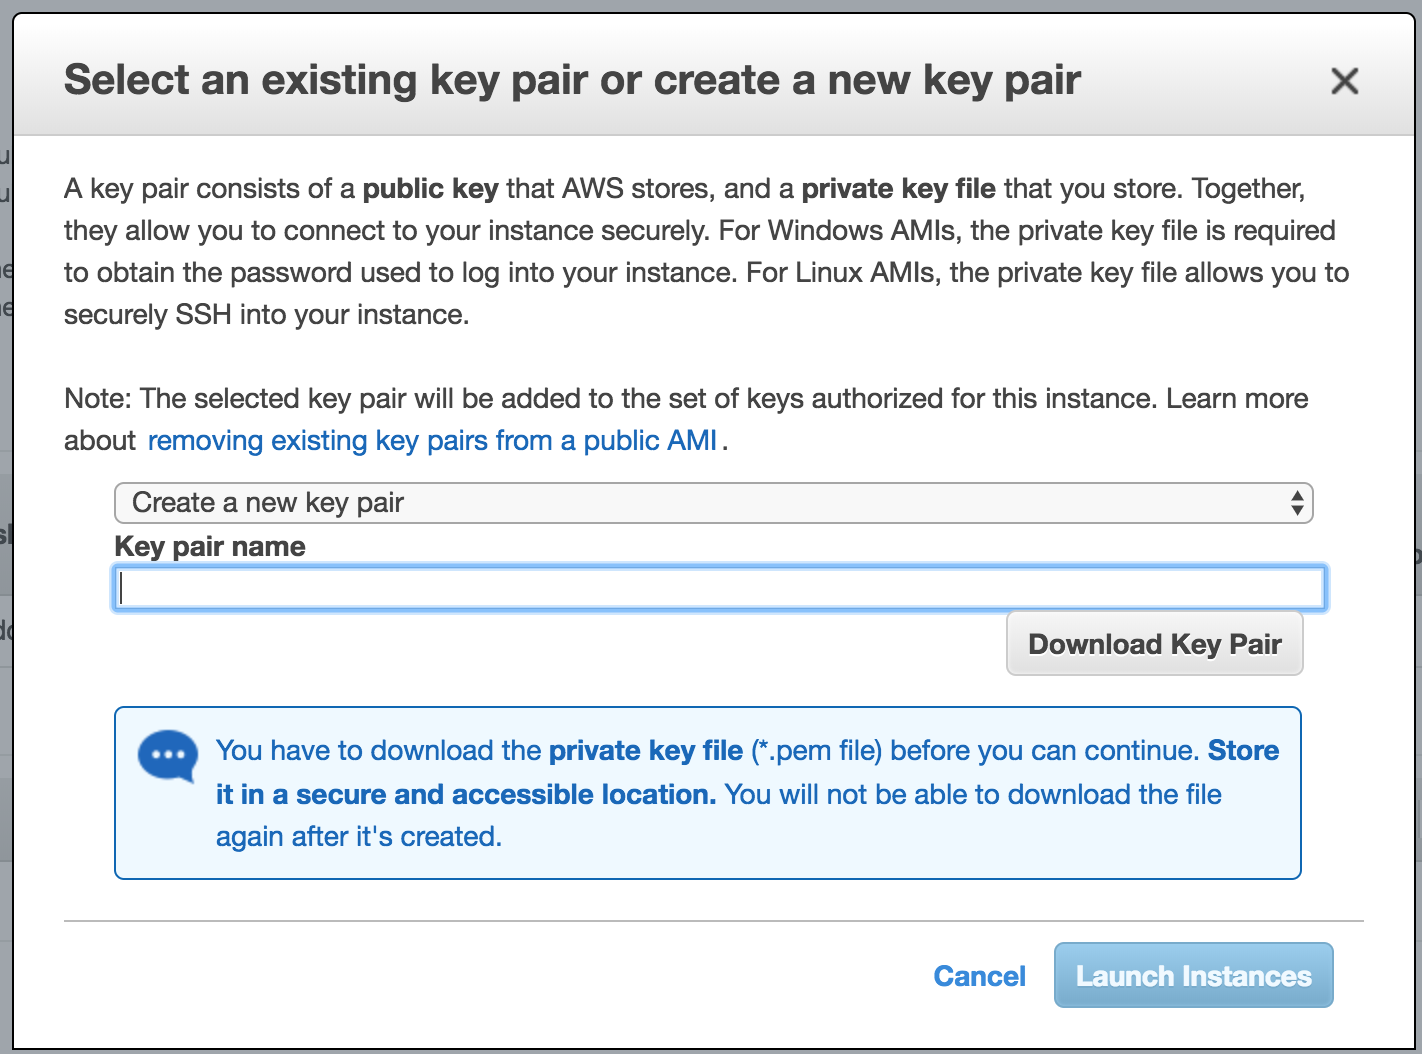 Select an existing key pair or create a new key pair
A key pair consists of a public key that AWS stores, and a private key file that you store. Together,
they allow you to connect to your instance securely. For Windows AMIs, the private key file is required
to obtain the password used to log into your instance. For Linux AMIs, the private key file allows you to
securely SSH into your instance.
Note: The selected key pair will be added to the set of keys authorized for this instance. Learn more
about removing existing key pairs from a public AMI .
Create a new key pair
Key pair name
Download Key Pair
You have to download the private key file (*.pem file) before you can continue. Store
it in a secure and accessible location. You will not be able to download the file
again after it's created.
Cancel
Launch Instances